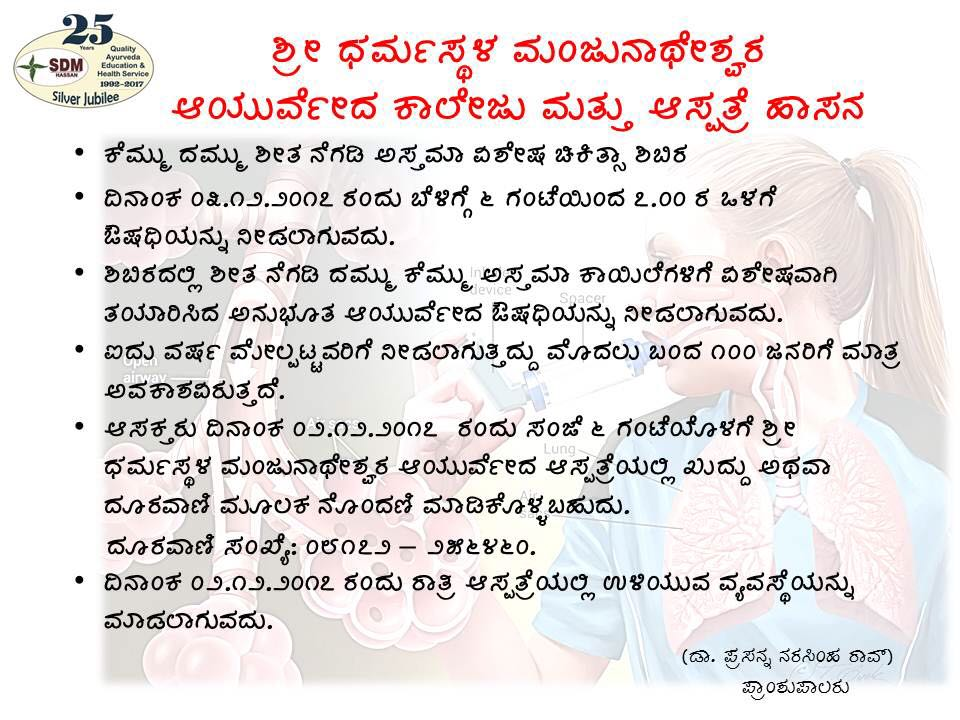 25
Years
Quality
Ayurveda
Education &
Health Service
1992-2017
SDM
HASSAN
Silver Jubilee
ಶ್ರೀ ಧರ್ಮಸ್ಥಳ ಮಂಜುನಾಥೇಶ್ವರ
ಆಯುರ್ವೇದ ಕಾಲೇಜು ಮತ್ತು ಆಸ್ಪತ್ರೆ ಹಾಸನ
• ಕೆಮ್ಮು ದಮ್ಮು ಶೀತ ನೆಗಡಿ ಅಸ್ತಮಾ ವಿಶೇಷ ಚಿಕಿತ್ಸಾ ಶಿಬಿರ
• ದಿನಾಂಕ ೦೩.೧೨.೨೦೧೭ ರಂದು ಬೆಳಿಗ್ಗೆ ೬ ಗಂಟೆಯಿಂದ ೭.೦೦ ರ ಒಳಗೆ
ಔಷಧಿಯನ್ನು ನೀಡಲಾಗುವದು.
• ಶಿಬಿರದಲ್ಲಿ ಶೀತ ನೆಗಡಿ ದಮ್ಮು ಕೆಮ್ಮು ಅಸ್ತಮಾ ಕಾಯಿಲೆಗಳಿಗೆ ವಿಶೇಷವಾಗಿ
ತಯಾರಿಸಿದ ಅನುಭೂತ ಆಯುರ್ವೇದ ಔಷಧಿಯನ್ನು ನೀಡಲಾಗುವದು.
• ಐದು ವರ್ಷ ಮೇಲ್ಪಟ್ಟವರಿಗೆ ನೀಡಲಾಗುತ್ತಿದ್ದು ಮೊದಲು ಬಂದ ೧೦೦ ಜನರಿಗೆ ಮಾತ್ರ
ಅವಕಾಶವಿರುತ್ತದೆ.
• ಆಸಕ್ತರು ದಿನಾಂಕ ೦೨.೧೨.೨೦೧೭ ರಂದು ಸಂಜೆ ೬ ಗಂಟೆಯೊಳಗೆ ಶ್ರೀ
ಧರ್ಮಸ್ಥಳ ಮಂಜುನಾಥೇಶ್ವರ ಆಯುರ್ವೇದ ಆಸ್ಪತ್ರೆಯಲ್ಲಿ ಖುದ್ದು ಅಥವಾ
ದೂರವಾಣಿ ಮೂಲಕ ನೊಂದಣಿ ಮಾಡಿಕೊಳ್ಳಬಹುದು.
ದೂರವಾಣಿ ಸಂಖ್ಯೆ: ೦೮೧೭೨ – ೨೫೬೪೬೦.
• ದಿನಾಂಕ ೦೨.೧೨.೨೦೧೭ ರಂದು ರಾತ್ರಿ ಆಸ್ಪತ್ರೆಯಲ್ಲಿ ಉಳಿಯುವ ವ್ಯವಸ್ಥೆಯನ್ನು
ಮಾಡಲಾಗುವದು.
(ಡಾ. ಪ್ರಸನ್ನ ನರಸಿಂಹ ರಾವ್)
ಪ್ರಾಂಶುಪಾಲರು
device
Spacer
Open
airway
Lung